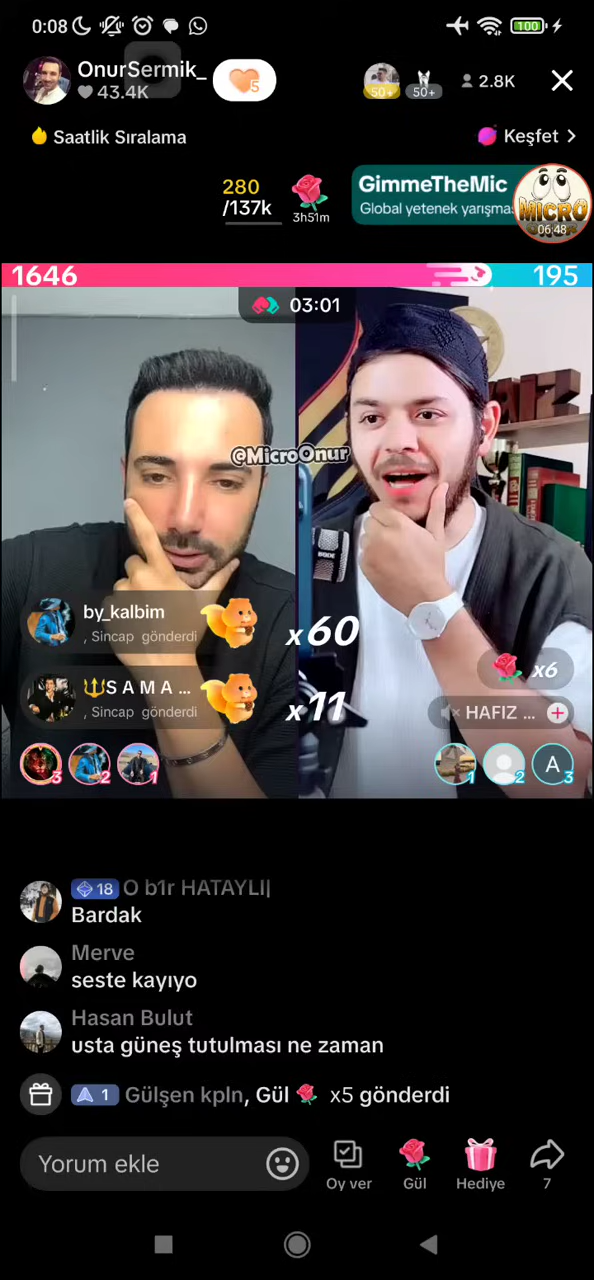 0:08
100
OnurSermik_
43.4K
5
50+
50+
2.8K
Saatlik Sıralama
Keşfet
280
/137k
3h51m
GimmeTheMic
Global yetenek yarışma
MICRO
06:48
1646
195
03:01
@MicroOnur
by_kalbim
, Sincap gönderdi
x60
S A M A ...
, Sincap gönderdi
x11
x6
HAFIZ ...
3
2
1
1
2
A
3
18 O b1r HATAYLI|
Bardak
Merve
seste kayıyo
Hasan Bulut
usta güneş tutulması ne zaman
1 Gülşen kpln, Gül x5 gönderdi
Yorum ekle
Oy ver
Gül
Hediye
7